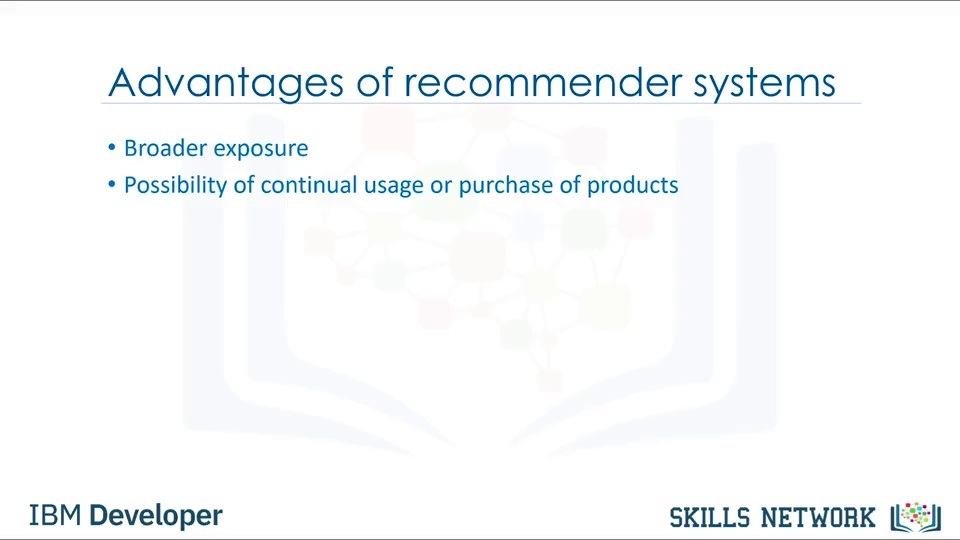 Advantages of recommender systems
• Broader exposure
• Possibility of continual usage or purchase of products
IBM Developer
SKILLS NETWORK